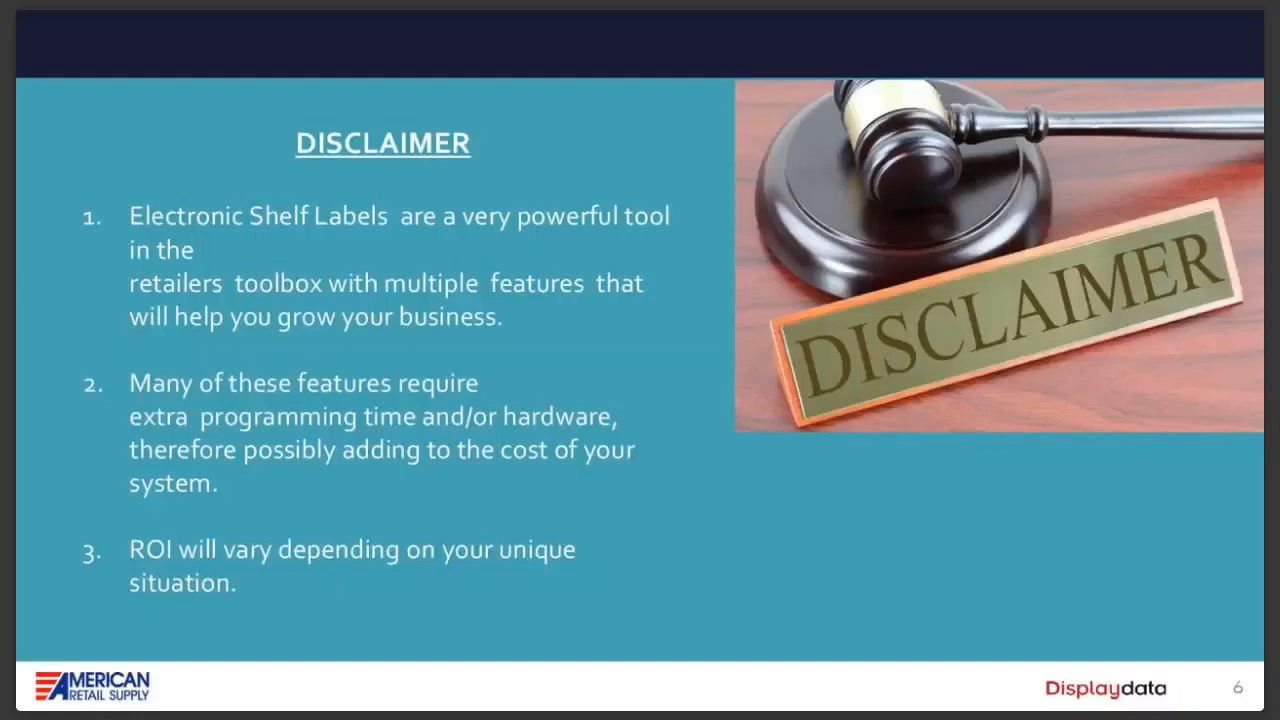 DISCLAIMER
1. Electronic Shelf Labels are a very powerful tool
in the
retailers toolbox with multiple features that
will help you grow your business.
2. Many of these features require
extra programming time and/or hardware,
therefore possibly adding to the cost of your
system.
3. ROI will vary depending on your unique
situation.
DISCLAIMER
AMERICAN
RETAIL SUPPLY
Displaydata
6